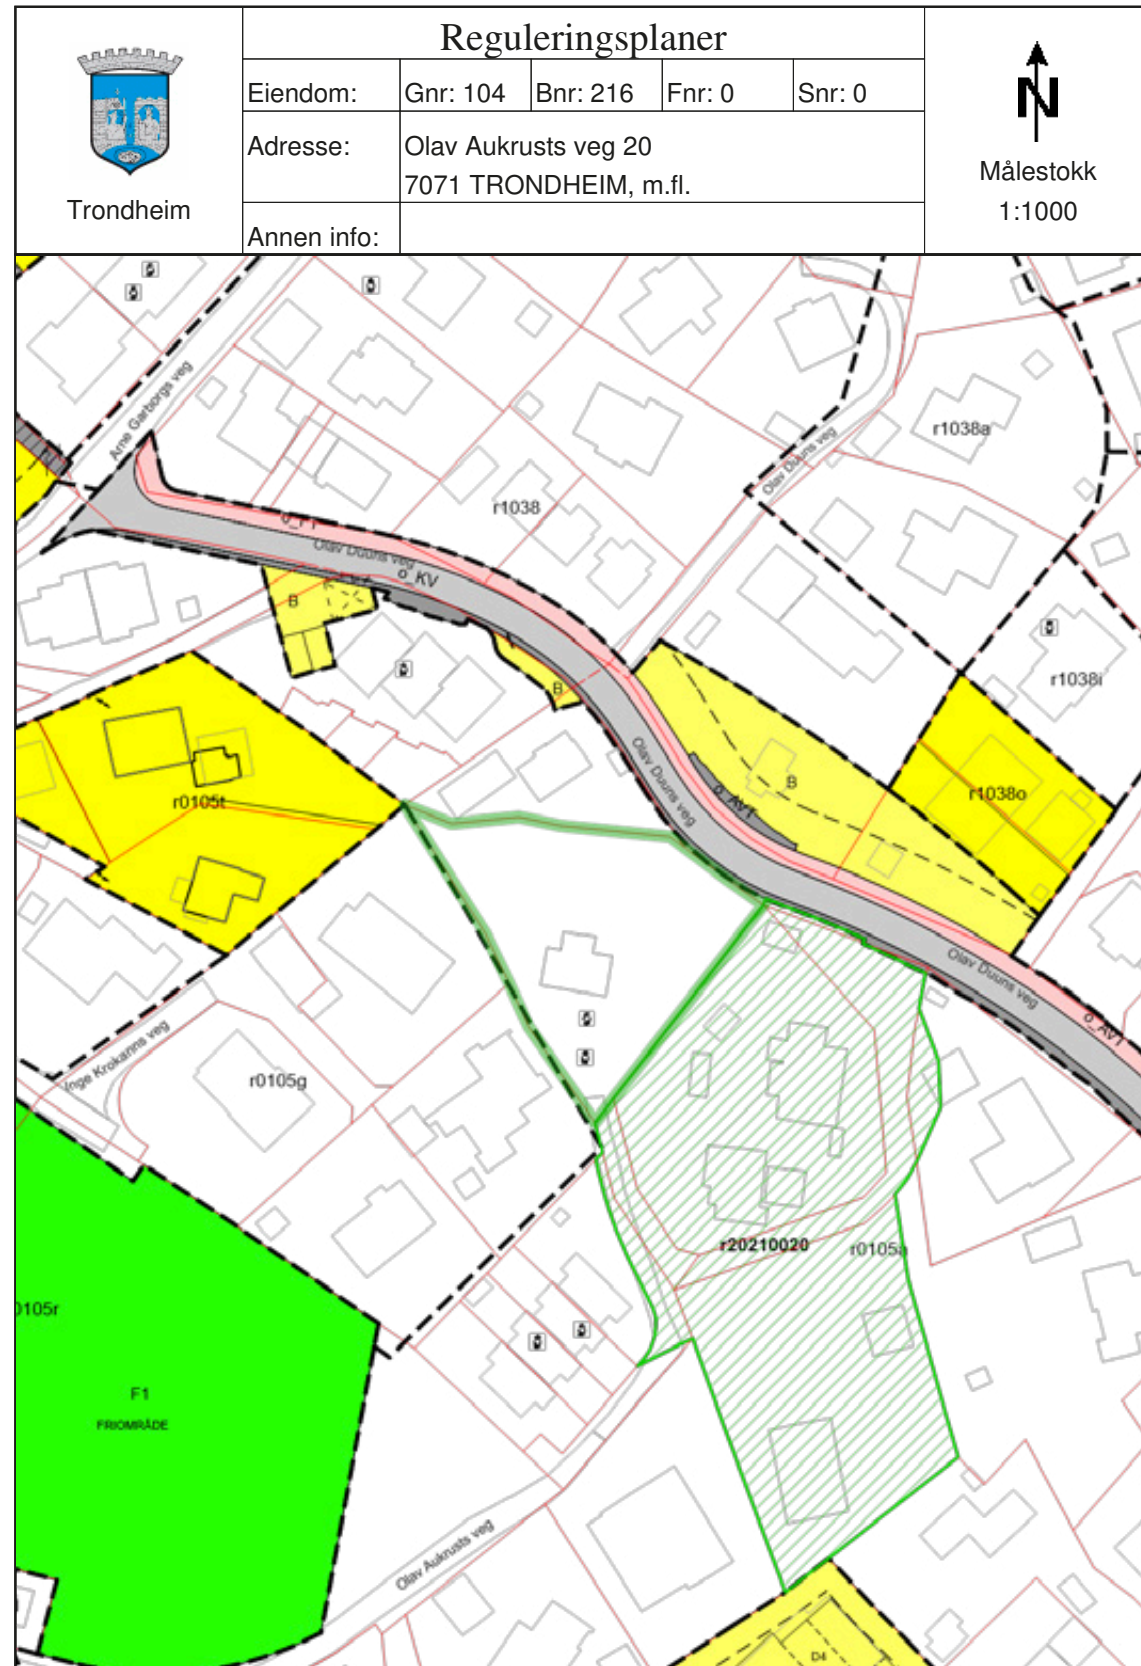 Reguleringsplaner
Trondheim
Eiendom:
Gnr: 104
Bnr: 216
Fnr: 0
Snr: 0
Adresse:
Olav Aukrusts veg 20
7071 TRONDHEIM, m.fl.
Annen info:
N
Målestokk
1:1000
Arne Garborgs veg
r1038a
Olav Duuns veg
r1038
Olav Duuns veg
o_KV
B
r1038i
B
Olav Duuns veg
B
r0105t
o_AVT
r1038o
Olav Duuns veg
o_AVT
Inge Krokanns veg
r0105g
r20210020
r0105a
0105r
F1
FRIOMRÅDE
Olav Aukrusts veg
D4